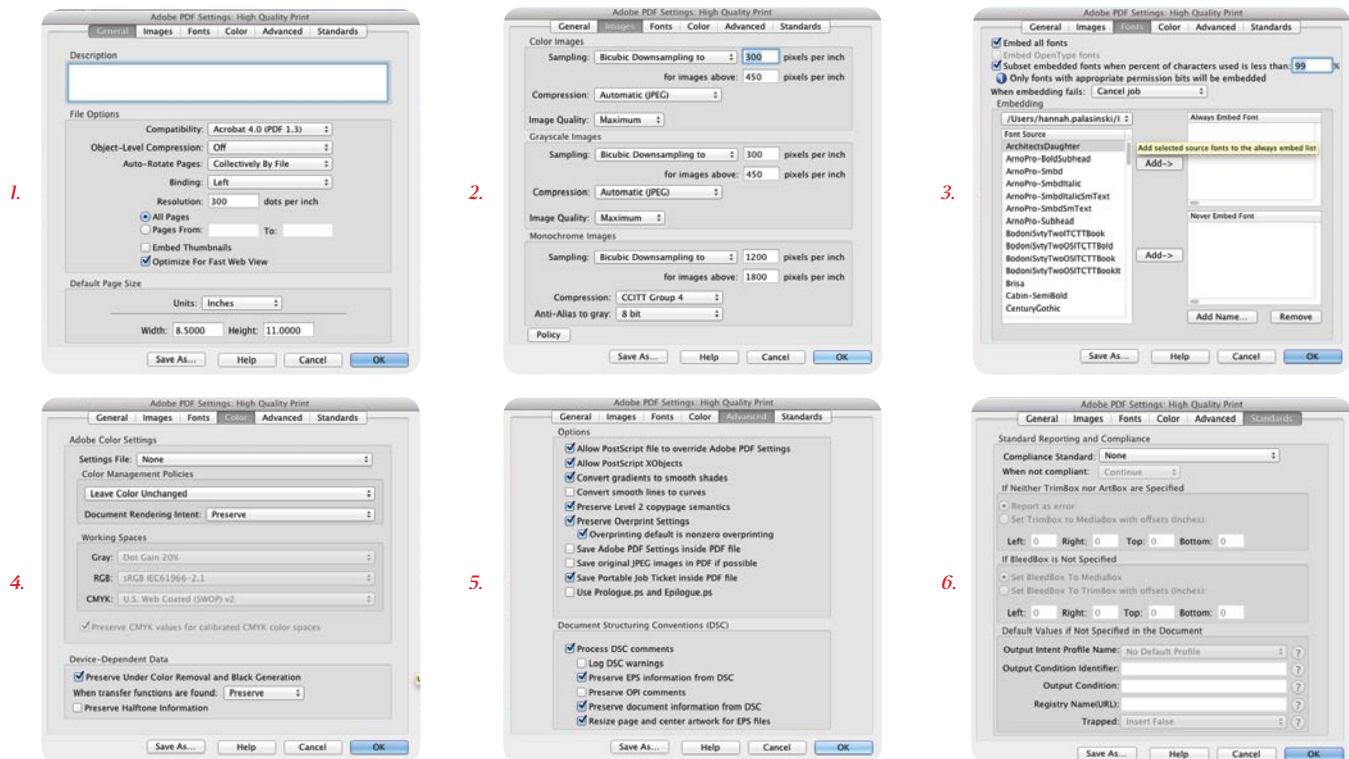 1.
Adobe PDF Settings: High Quality Print
General Images Fonts Color Advanced Standards
Description
File Options
Compatibility: Acrobat 4.0 (PDF 1.3)
Object-Level Compression: Off
Auto-Rotate Pages: Collectively By File
Binding: Left
Resolution: 300 dots per inch
All Pages
Pages From: To:
Embed Thumbnails
Optimize For Fast Web View
Default Page Size
Units: Inches
Width: 8.5000 Height: 11.0000
Save As... Help Cancel OK
2.
Adobe PDF Settings: High Quality Print
General Images Fonts Color Advanced Standards
Color Images
Sampling: Bicubic Downsampling to 300 pixels per inch
for images above: 450 pixels per inch
Compression: Automatic (JPEG)
Image Quality: Maximum
Grayscale Images
Sampling: Bicubic Downsampling to 300 pixels per inch
for images above: 450 pixels per inch
Compression: Automatic (JPEG)
Image Quality: Maximum
Monochrome Images
Sampling: Bicubic Downsampling to 1200 pixels per inch
for images above: 1800 pixels per inch
Compression: CCITT Group 4
Anti-Alias to gray: 8 bit
Policy
Save As... Help Cancel OK
3.
Adobe PDF Settings: High Quality Print
General Images Fonts Color Advanced Standards
Embed all fonts
Embed OpenType fonts
Subset embedded fonts when percent of characters used is less than: 99 %
Only fonts with appropriate permission bits will be embedded
When embedding fails: Cancel job
Embedding
/Users/hannah.palasinski/l Always Embed Font
Font Source
ArchitectsDaughter Add selected source fonts to the always embed list
ArnoPro-BoldSubhead Add->
ArnoPro-Smbd
ArnoPro-SmbdItalic
ArnoPro-SmbdItalicSmText
ArnoPro-SmbdSmText
ArnoPro-Subhead Never Embed Font
BodoniSvtyTwoITCTTBook
BodoniSvtyTwoOSITCTTBold
BodoniSvtyTwoOSITCTTBook Add->
BodoniSvtyTwoOSITCTTBookIt
Brisa
Cabin-SemiBold
CenturyGothic
Add Name... Remove
Save As... Help Cancel OK
4.
Adobe PDF Settings: High Quality Print
General Images Fonts Color Advanced Standards
Adobe Color Settings
Settings File: None
Color Management Policies
Leave Color Unchanged
Document Rendering Intent: Preserve
Working Spaces
Gray: Dot Gain 20%
RGB: sRGB IEC61966-2.1
CMYK: U.S. Web Coated (SWOP) v2
Preserve CMYK values for calibrated CMYK color spaces
Device-Dependent Data
Preserve Under Color Removal and Black Generation
When transfer functions are found: Preserve
Preserve Halftone Information
Save As... Help Cancel OK
5.
Adobe PDF Settings: High Quality Print
General Images Fonts Color Advanced Standards
Options
Allow PostScript file to override Adobe PDF Settings
Allow PostScript XObjects
Convert gradients to smooth shades
Convert smooth lines to curves
Preserve Level 2 copypage semantics
Preserve Overprint Settings
Overprinting default is nonzero overprinting
Save Adobe PDF Settings inside PDF file
Save original JPEG images in PDF if possible
Save Portable Job Ticket inside PDF file
Use Prologue.ps and Epilogue.ps
Document Structuring Conventions (DSC)
Process DSC comments
Log DSC warnings
Preserve EPS information from DSC
Preserve OPI comments
Preserve document information from DSC
Resize page and center artwork for EPS files
Save As... Help Cancel OK
6.
Adobe PDF Settings: High Quality Print
General Images Fonts Color Advanced Standards
Standard Reporting and Compliance
Compliance Standard: None
When not compliant: Continue
If Neither TrimBox nor ArtBox are Specified
Report as error
Set TrimBox to MediaBox with offsets (Inches):
Left: 0 Right: 0 Top: 0 Bottom: 0
If BleedBox is Not Specified
Set BleedBox To MediaBox
Set BleedBox To TrimBox with offsets (Inches):
Left: 0 Right: 0 Top: 0 Bottom: 0
Default Values if Not Specified in the Document
Output Intent Profile Name: No Default Profile ?
Output Condition Identifier: ?
Output Condition: ?
Registry Name(URL): ?
Trapped: Insert False ?
Save As... Help Cancel OK